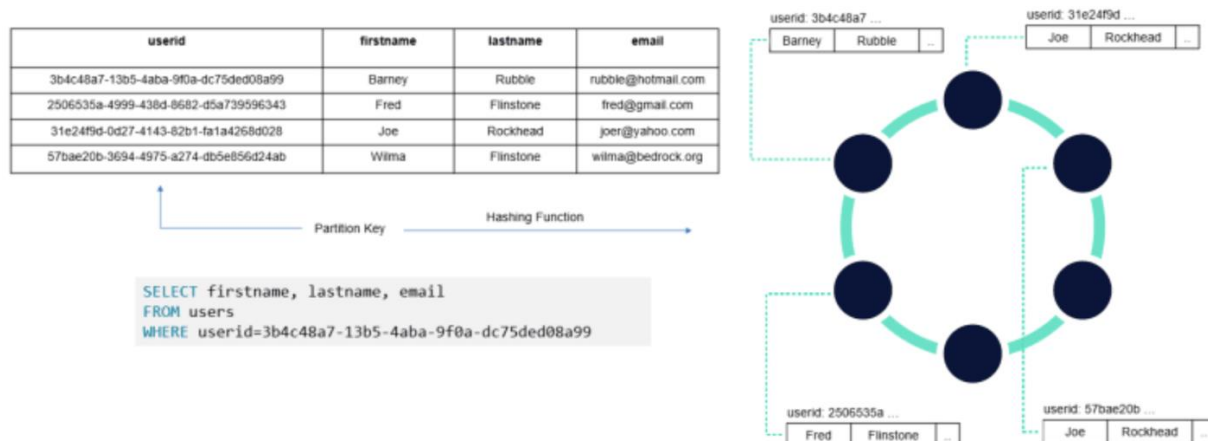 userid firstname lastname email
3b4c48a7-13b5-4aba-9f0a-dc75ded08a99 Barney Rubble rubble@hotmail.com
2506535a-4999-438d-8682-d5a739596343 Fred Flinstone fred@gmail.com
31e24f9d-0d27-4143-82b1-fa1a4268d028 Joe Rockhead joer@yahoo.com
57bae20b-3694-4975-a274-db5e856d24ab Wilma Flinstone wilma@bedrock.org
Partition Key
Hashing Function
SELECT firstname, lastname, email
FROM users
WHERE userid=3b4c48a7-13b5-4aba-9f0a-dc75ded08a99
userid: 3b4c48a7 ...
Barney Rubble ...
userid: 31e24f9d ...
Joe Rockhead ...
userid: 2506535a ...
Fred Flinstone ...
userid: 57bae20b ...
Joe Rockhead ...